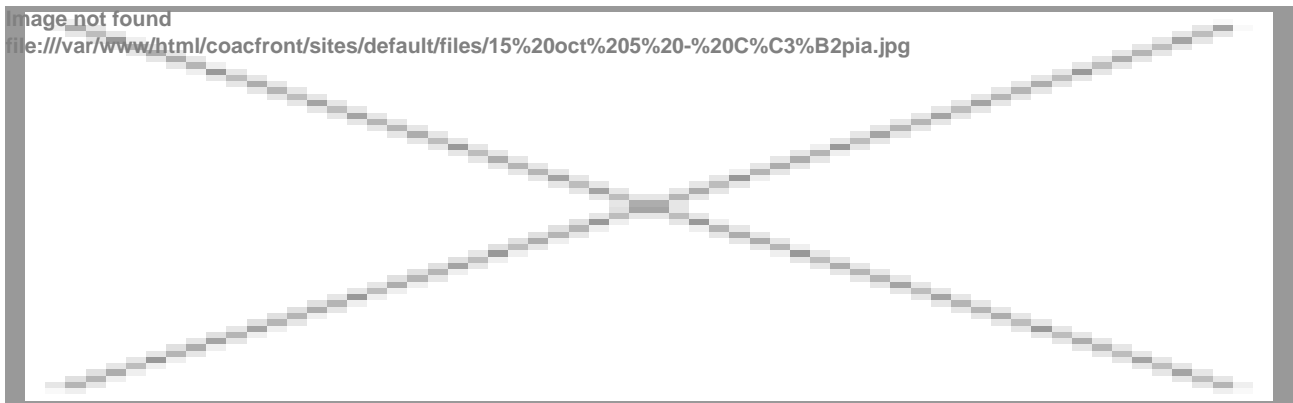 Image not found
file:///var/www/html/coacfront/sites/default/files/15%20oct%205%20-%20C%C3%B2pia.jpg